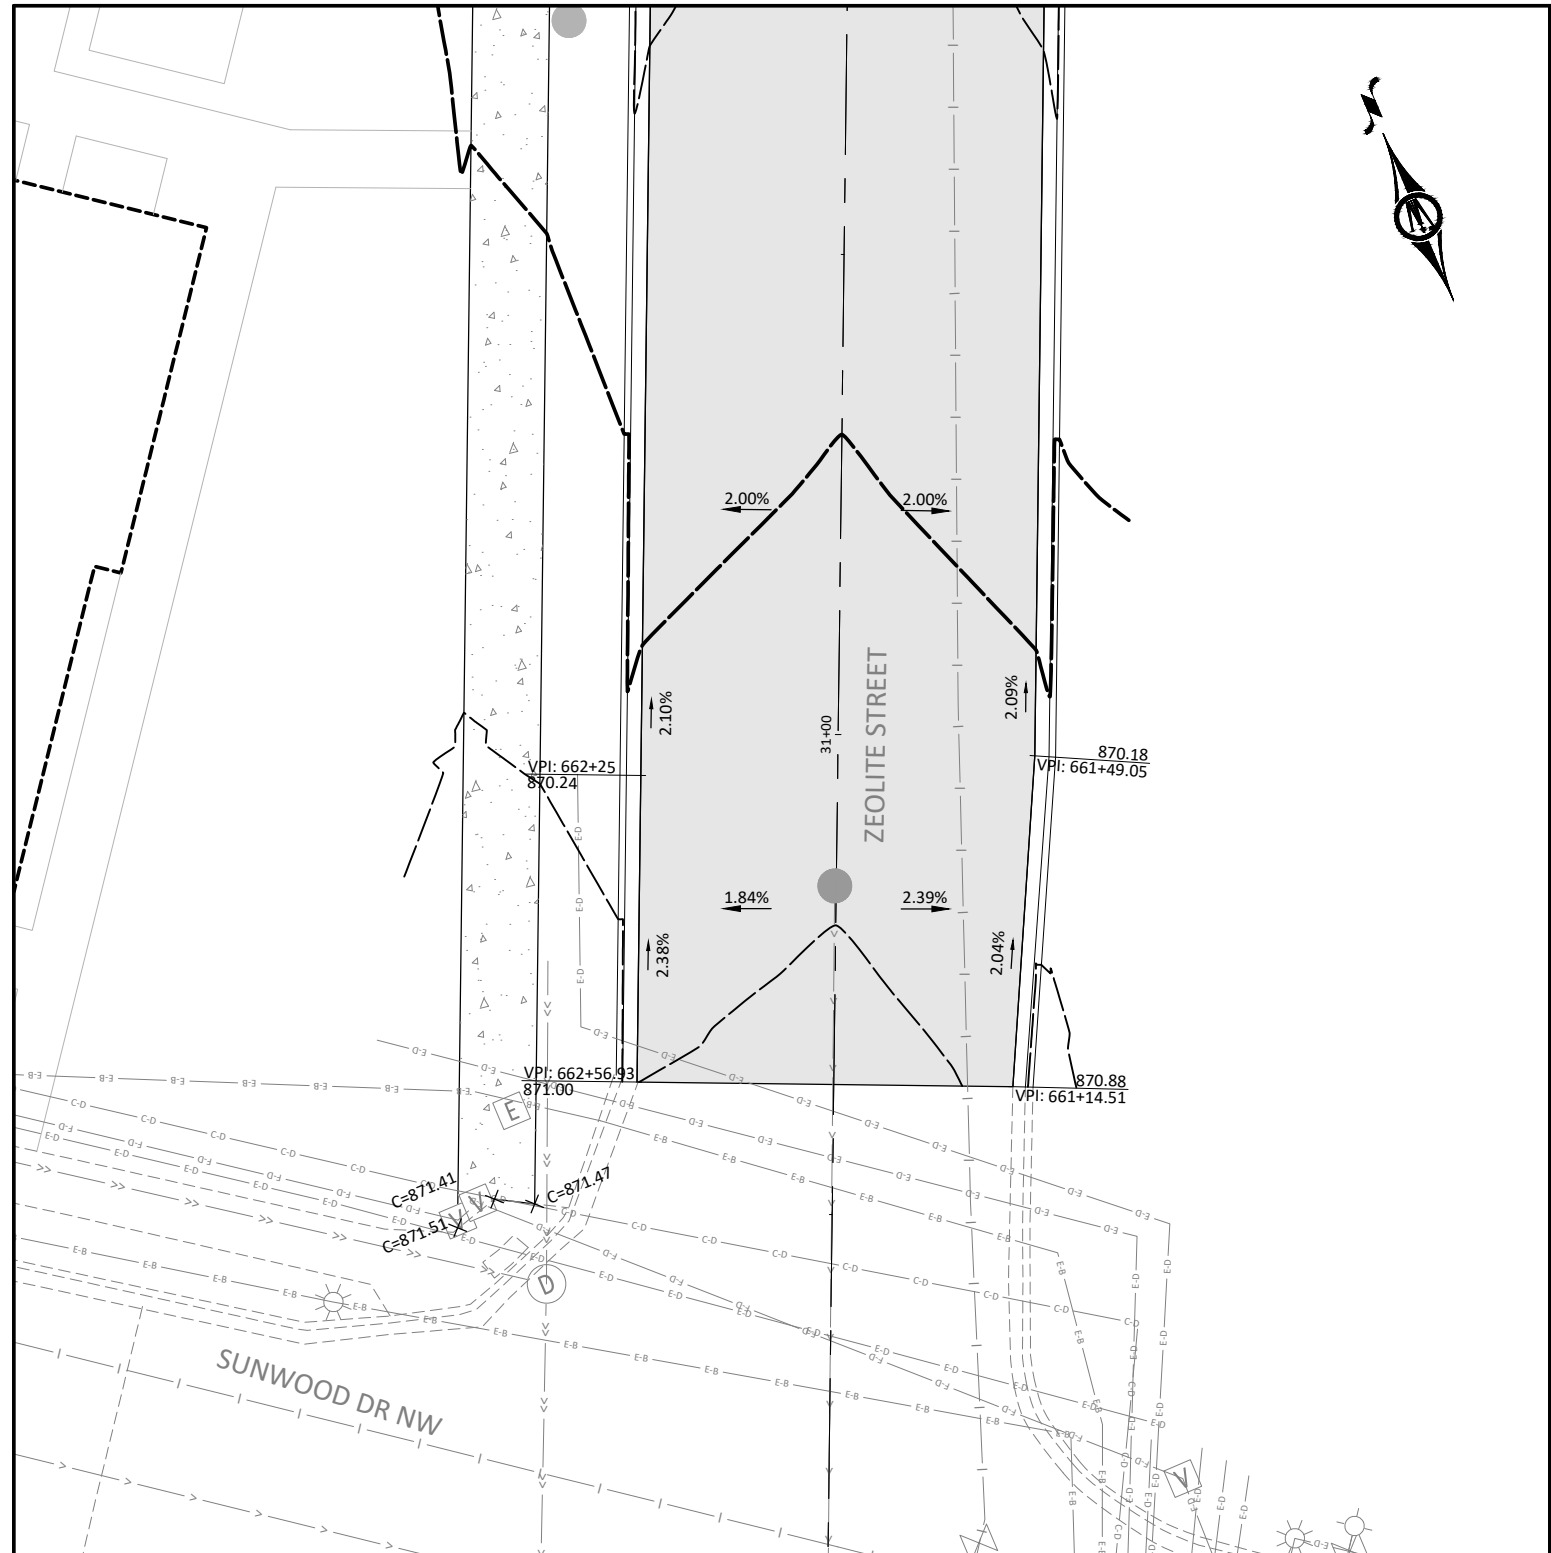 2.00%
2.00%
2.10%
2.09%
31+00
ZEOLITE STREET
VPI: 662+25
870.24
870.18
VPI: 661+49.05
1.84%
2.39%
2.38%
2.04%
VPI: 662+56.93
871.00
870.88
VPI: 661+14.51
E
C=871.41
C=871.47
C=871.51
V
V
D
SUNWOOD DR NW
V
E-B
E-D
C-D
F-D